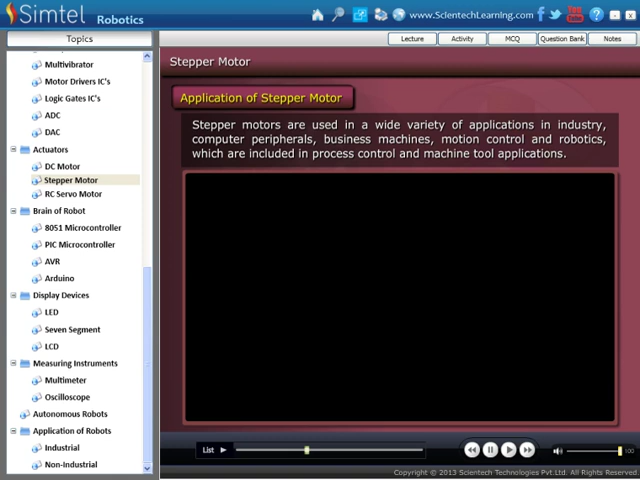 Simtel Robotics
www.ScientechLearning.com
Topics
Lecture
Activity
MCQ
Question Bank
Notes
Multivibrator
Motor Drivers IC's
Logic Gates IC's
ADC
DAC
Actuators
DC Motor
Stepper Motor
RC Servo Motor
Brain of Robot
8051 Microcontroller
PIC Microcontroller
AVR
Arduino
Display Devices
LED
Seven Segment
LCD
Measuring Instruments
Multimeter
Oscilloscope
Autonomous Robots
Application of Robots
Industrial
Non-Industrial
Stepper Motor
Application of Stepper Motor
Stepper motors are used in a wide variety of applications in industry,
computer peripherals, business machines, motion control and robotics,
which are included in process control and machine tool applications.
List
100
Copyright © 2013 Scientech Technologies Pvt.Ltd. All Rights Reserved.